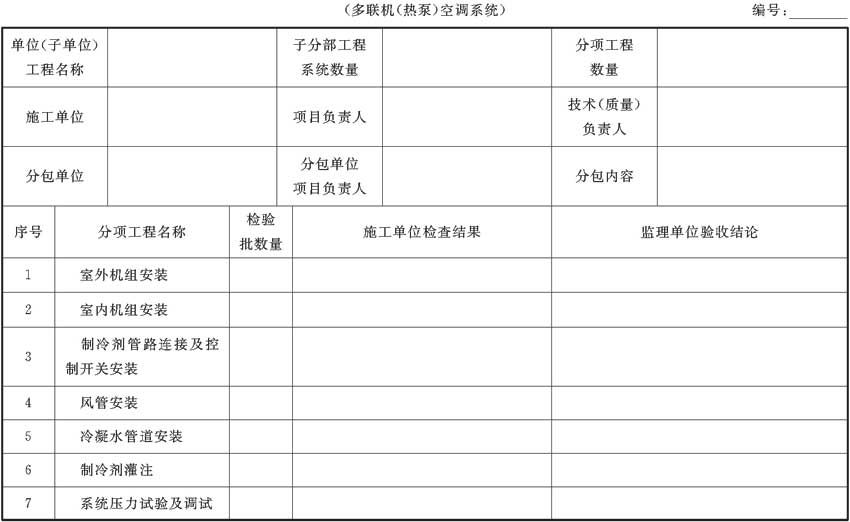 (多联机(热泵)空调系统)
编号:
单位(子单位)
工程名称
子分部工程
系统数量
分项工程
数量
施工单位
项目负责人
技术(质量)
负责人
分包单位
分包单位
项目负责人
分包内容
序号
分项工程名称
检验
批数量
施工单位检查结果
监理单位验收结论
1
室外机组安装
2
室内机组安装
3
制冷剂管路连接及控
制开关安装
4
风管安装
5
冷凝水管道安装
6
制冷剂灌注
7
系统压力试验及调试